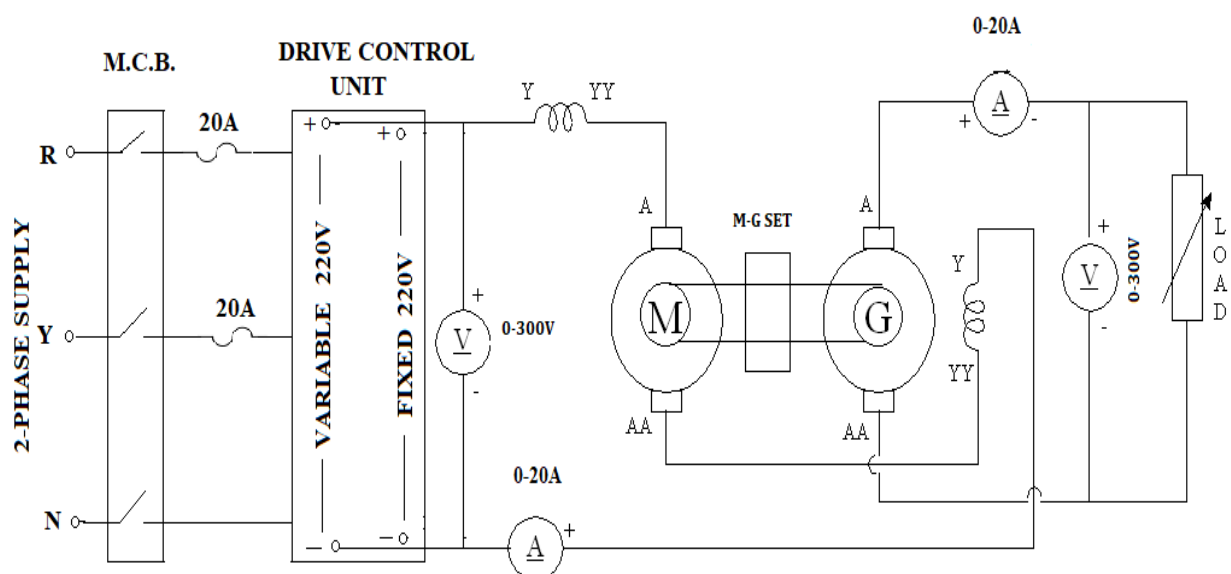 0-20A
M.C.B.
DRIVE CONTROL
UNIT
Y YY
20A
+
+
A
+ -
R
A
A
M-G SET
2-PHASE SUPPLY
VARIABLE 220V
FIXED 220V
Y
+
V
0-300V
-
LOAD
20A
+
V
0-300V
-
M
G
Y
YY
AA
AA
0-20A
N
-
-
A
+